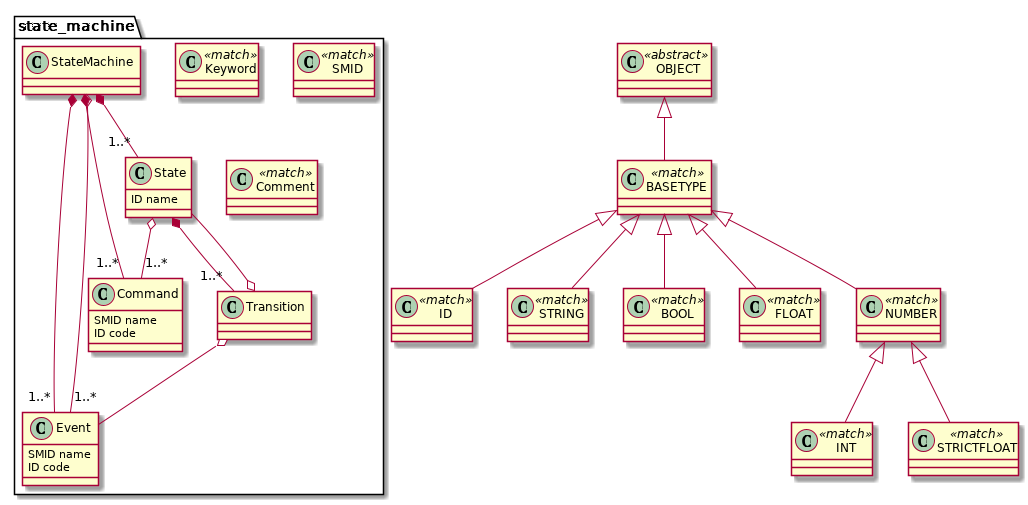 state_machine
C StateMachine
C «match»
Keyword
C «match»
SMID
1..*
C State
ID name
C «match»
Comment
1..*
1..*
1..*
C Command
SMID name
ID code
C Transition
1..*
1..*
C Event
SMID name
ID code
C «abstract»
OBJECT
C «match»
BASETYPE
C «match»
ID
C «match»
STRING
C «match»
BOOL
C «match»
FLOAT
C «match»
NUMBER
C «match»
INT
C «match»
STRICTFLOAT